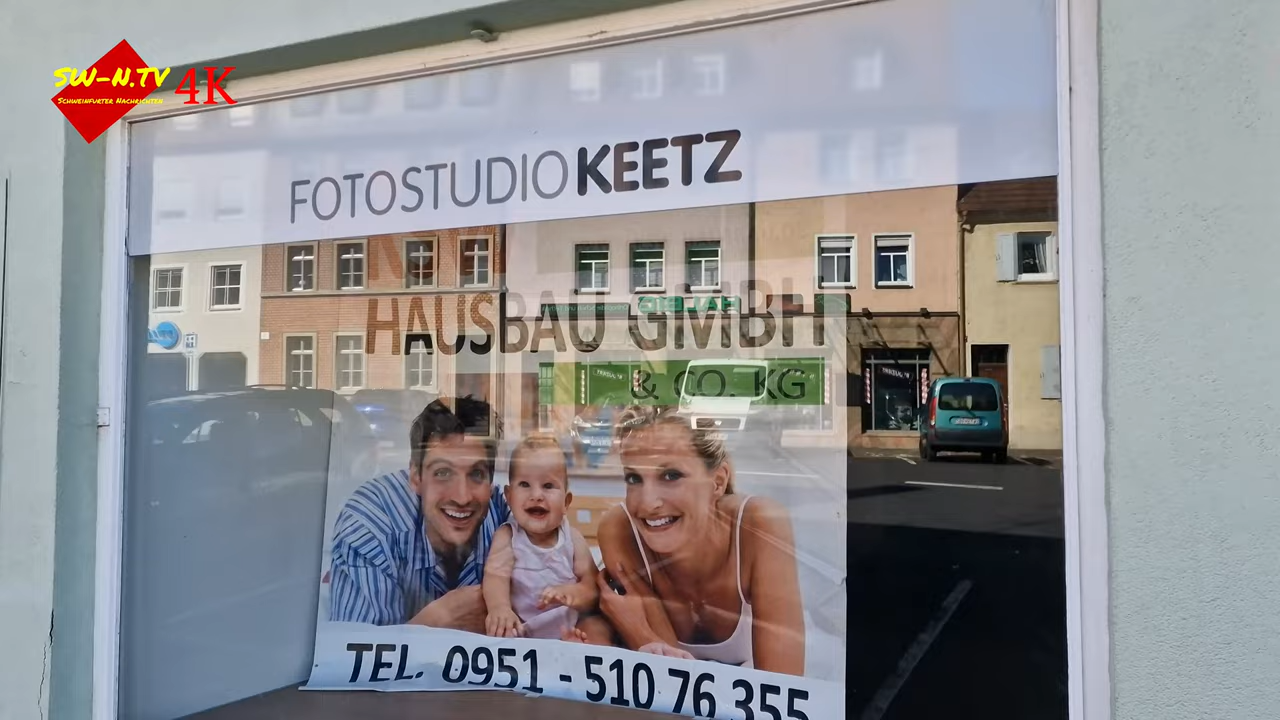 SW-N.TV 4K
SCHWEINFURTER NACHRICHTEN
FOTOSTUDIO KEETZ
HAUSBAU GMBH
& CO. KG
TEL. 0951 - 510 76 355